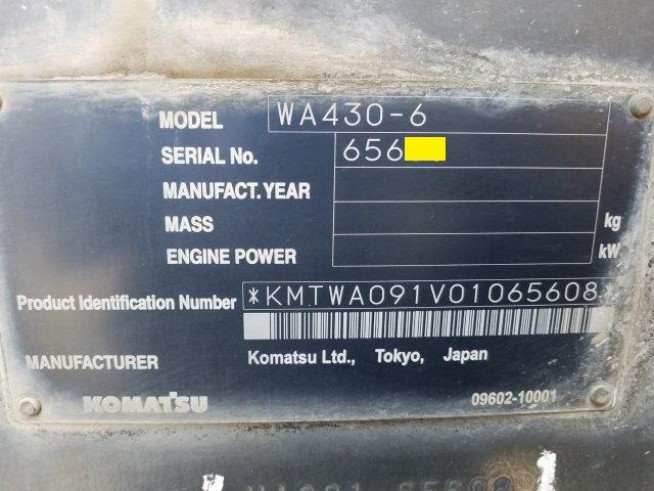 MODEL WA430-6
SERIAL No. 656
MANUFACT. YEAR
MASS kg
ENGINE POWER kW
Product Identification Number *KMTWA091V01065608*
MANUFACTURER Komatsu Ltd., Tokyo, Japan
KOMATSU 09602-10001